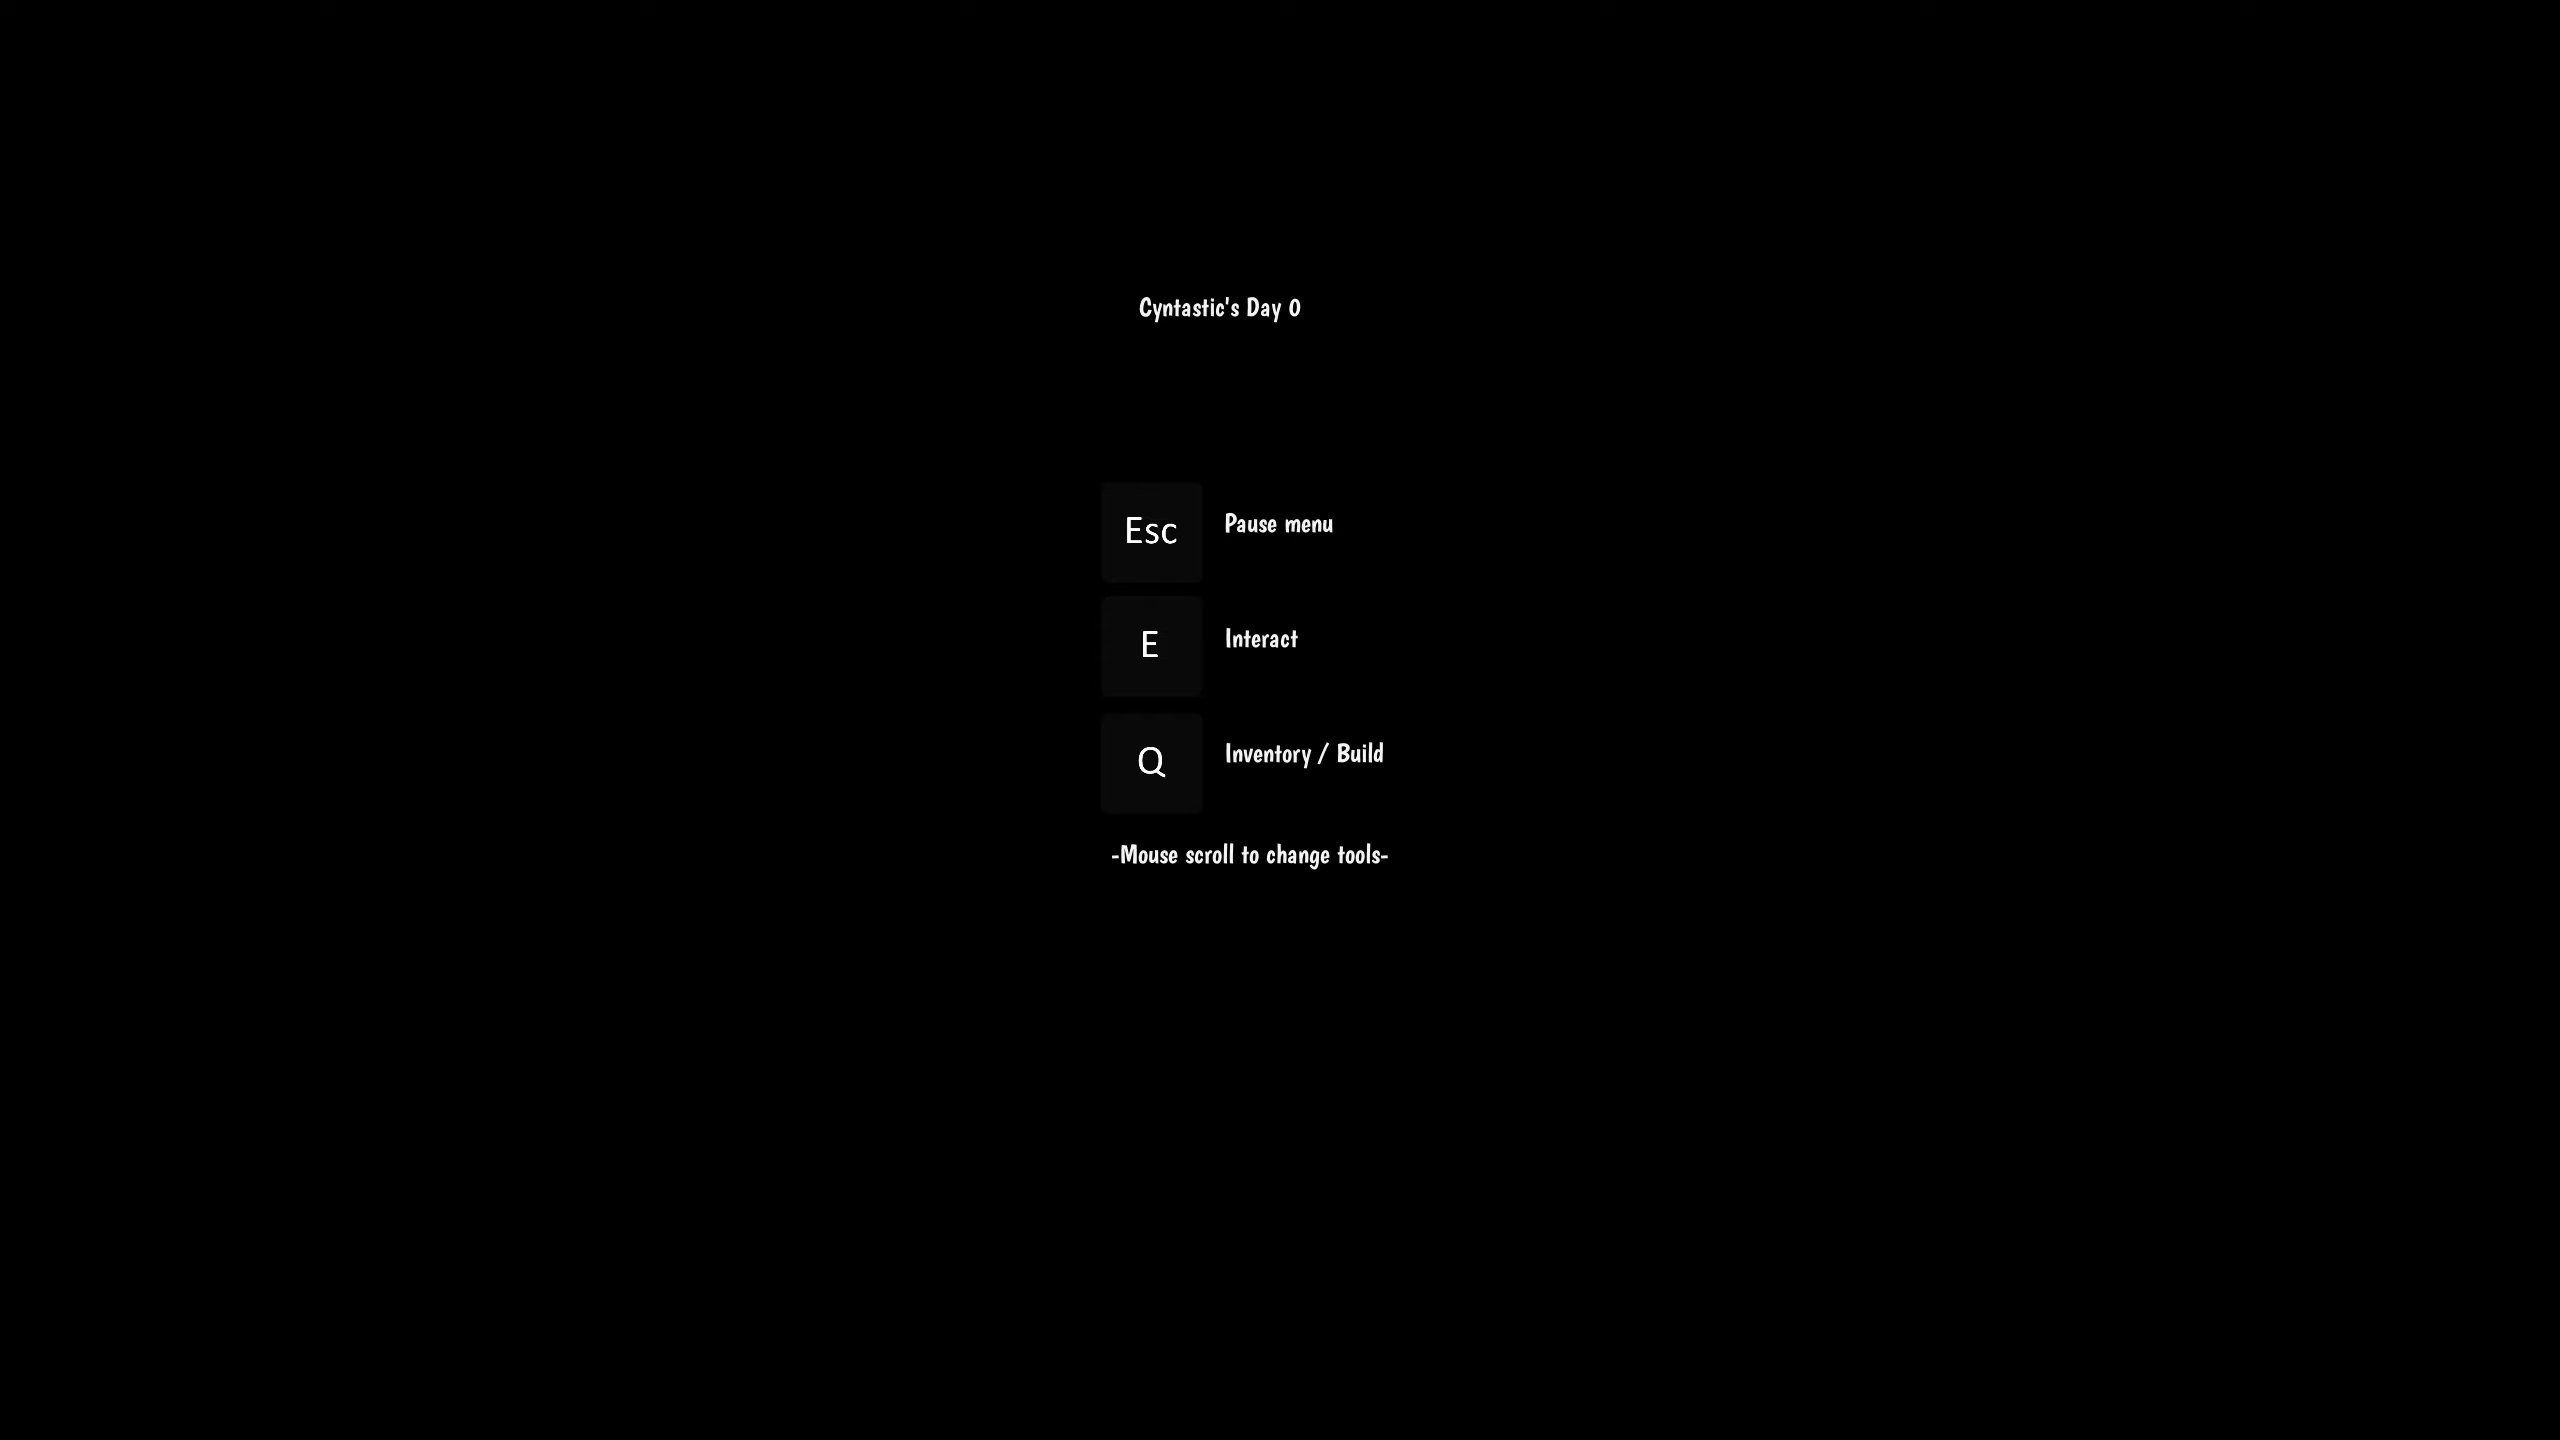 Cyntastic's Day 0
Esc Pause menu
E Interact
Q Inventory / Build
-Mouse scroll to change tools-